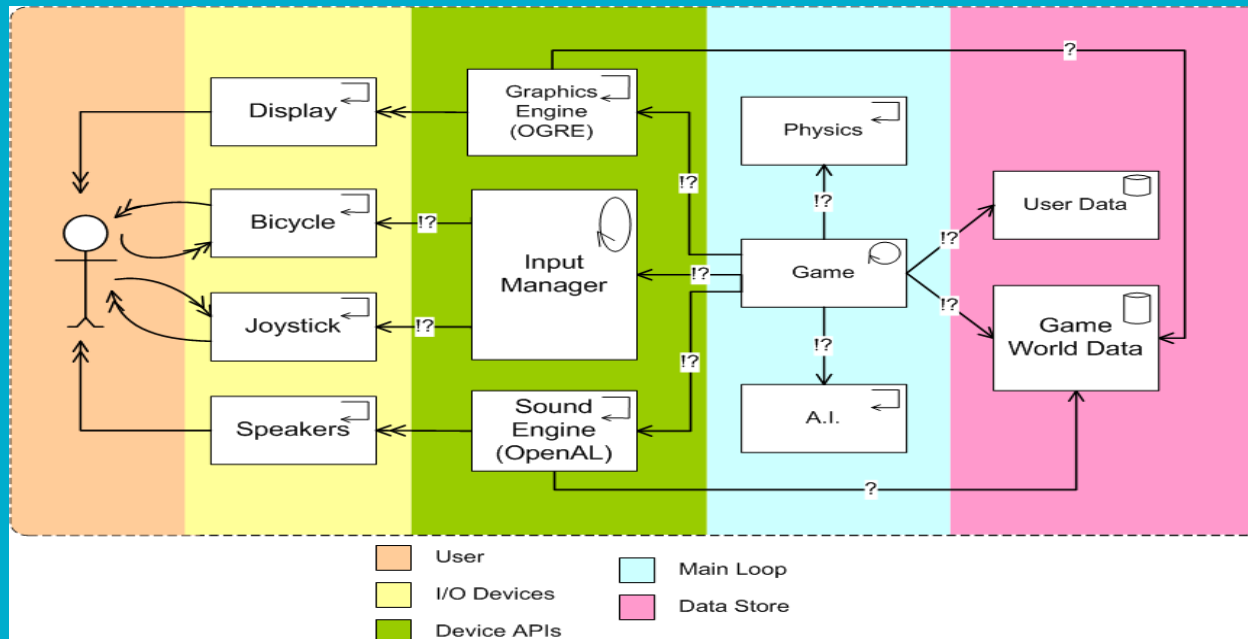 ?
Display
Graphics
Engine
(OGRE)
Physics
!?
!?
User Data
Bicycle
!?
Input
Manager
!?
Game
!?
!?
Joystick
!?
!?
!?
Game
World Data
!?
Speakers
Sound
Engine
(OpenAL)
A.I.
?
User
I/O Devices
Device APIs
Main Loop
Data Store